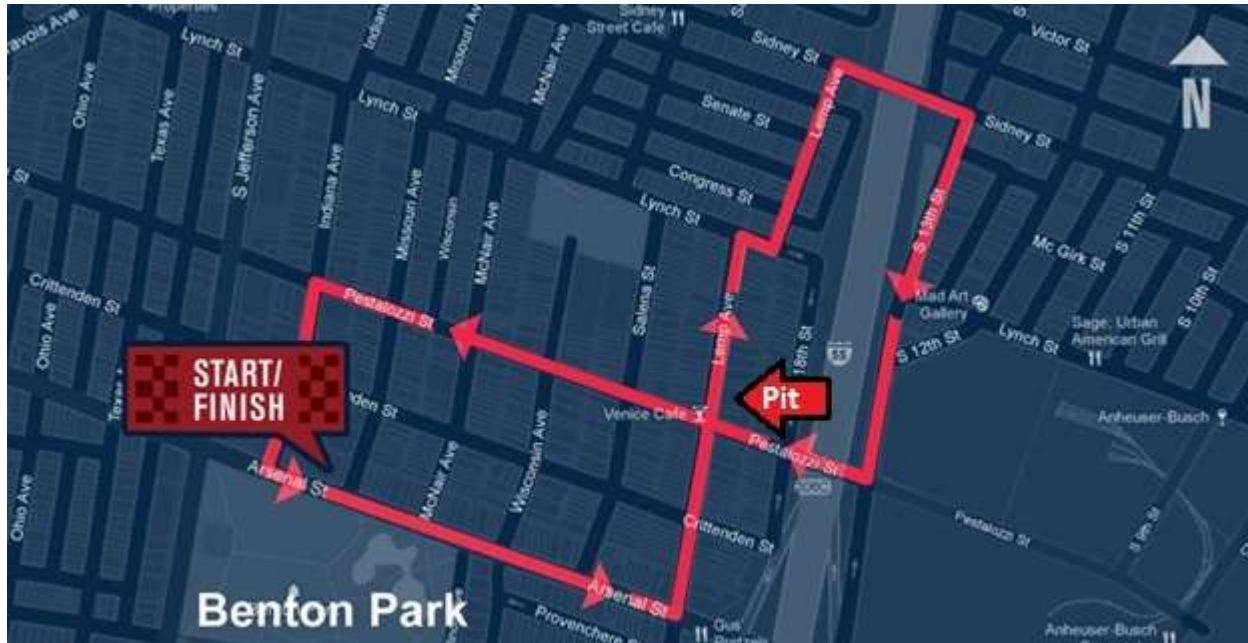 Sidney
Street Cafe
Victor St
Sidney St
Lynch St
Ohio Ave
Texas Ave
S Jefferson Ave
Missouri Ave
McNair Ave
N
Lynch St
Senate St
Lemp Ave
Sidney St
Congress St
Lynch St
Indiana Ave
Missouri Ave
Wisconsin
McNair Ave
Salena St
S 13th St
S 11th St
Mc Girk St
S 10th St
Mad Art
Gallery
Lynch St
Sage: Urban
American Grill
S 12th St
Crittenden St
Pestalozzi St
Lemp Ave
18th St
55
Ohio Ave
START/
FINISH
Pit
Venice Cafe
Anheuser-Busch
Pestalozzi St
Arsenal St
McNair Ave
Wisconsin Ave
Crittenden St
Ohio Ave
Pestalozzi St
S 9th St
Arsenal St
Benton Park
Gus'
Pretzels
Anheuser-Busch